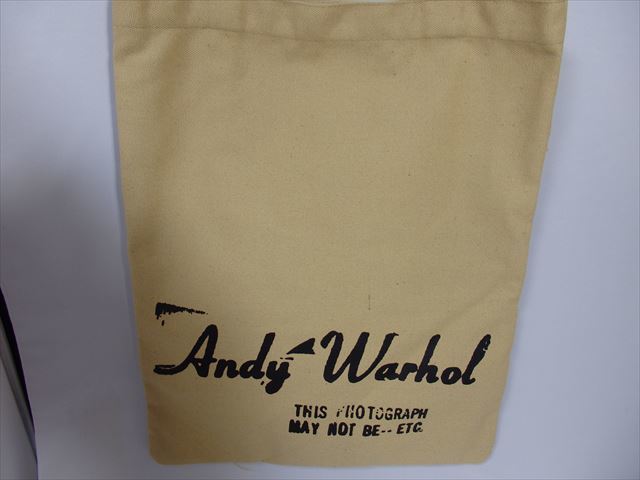 Andy Warhol
THIS PHOTOGRAPH
MAY NOT BE-- ETC